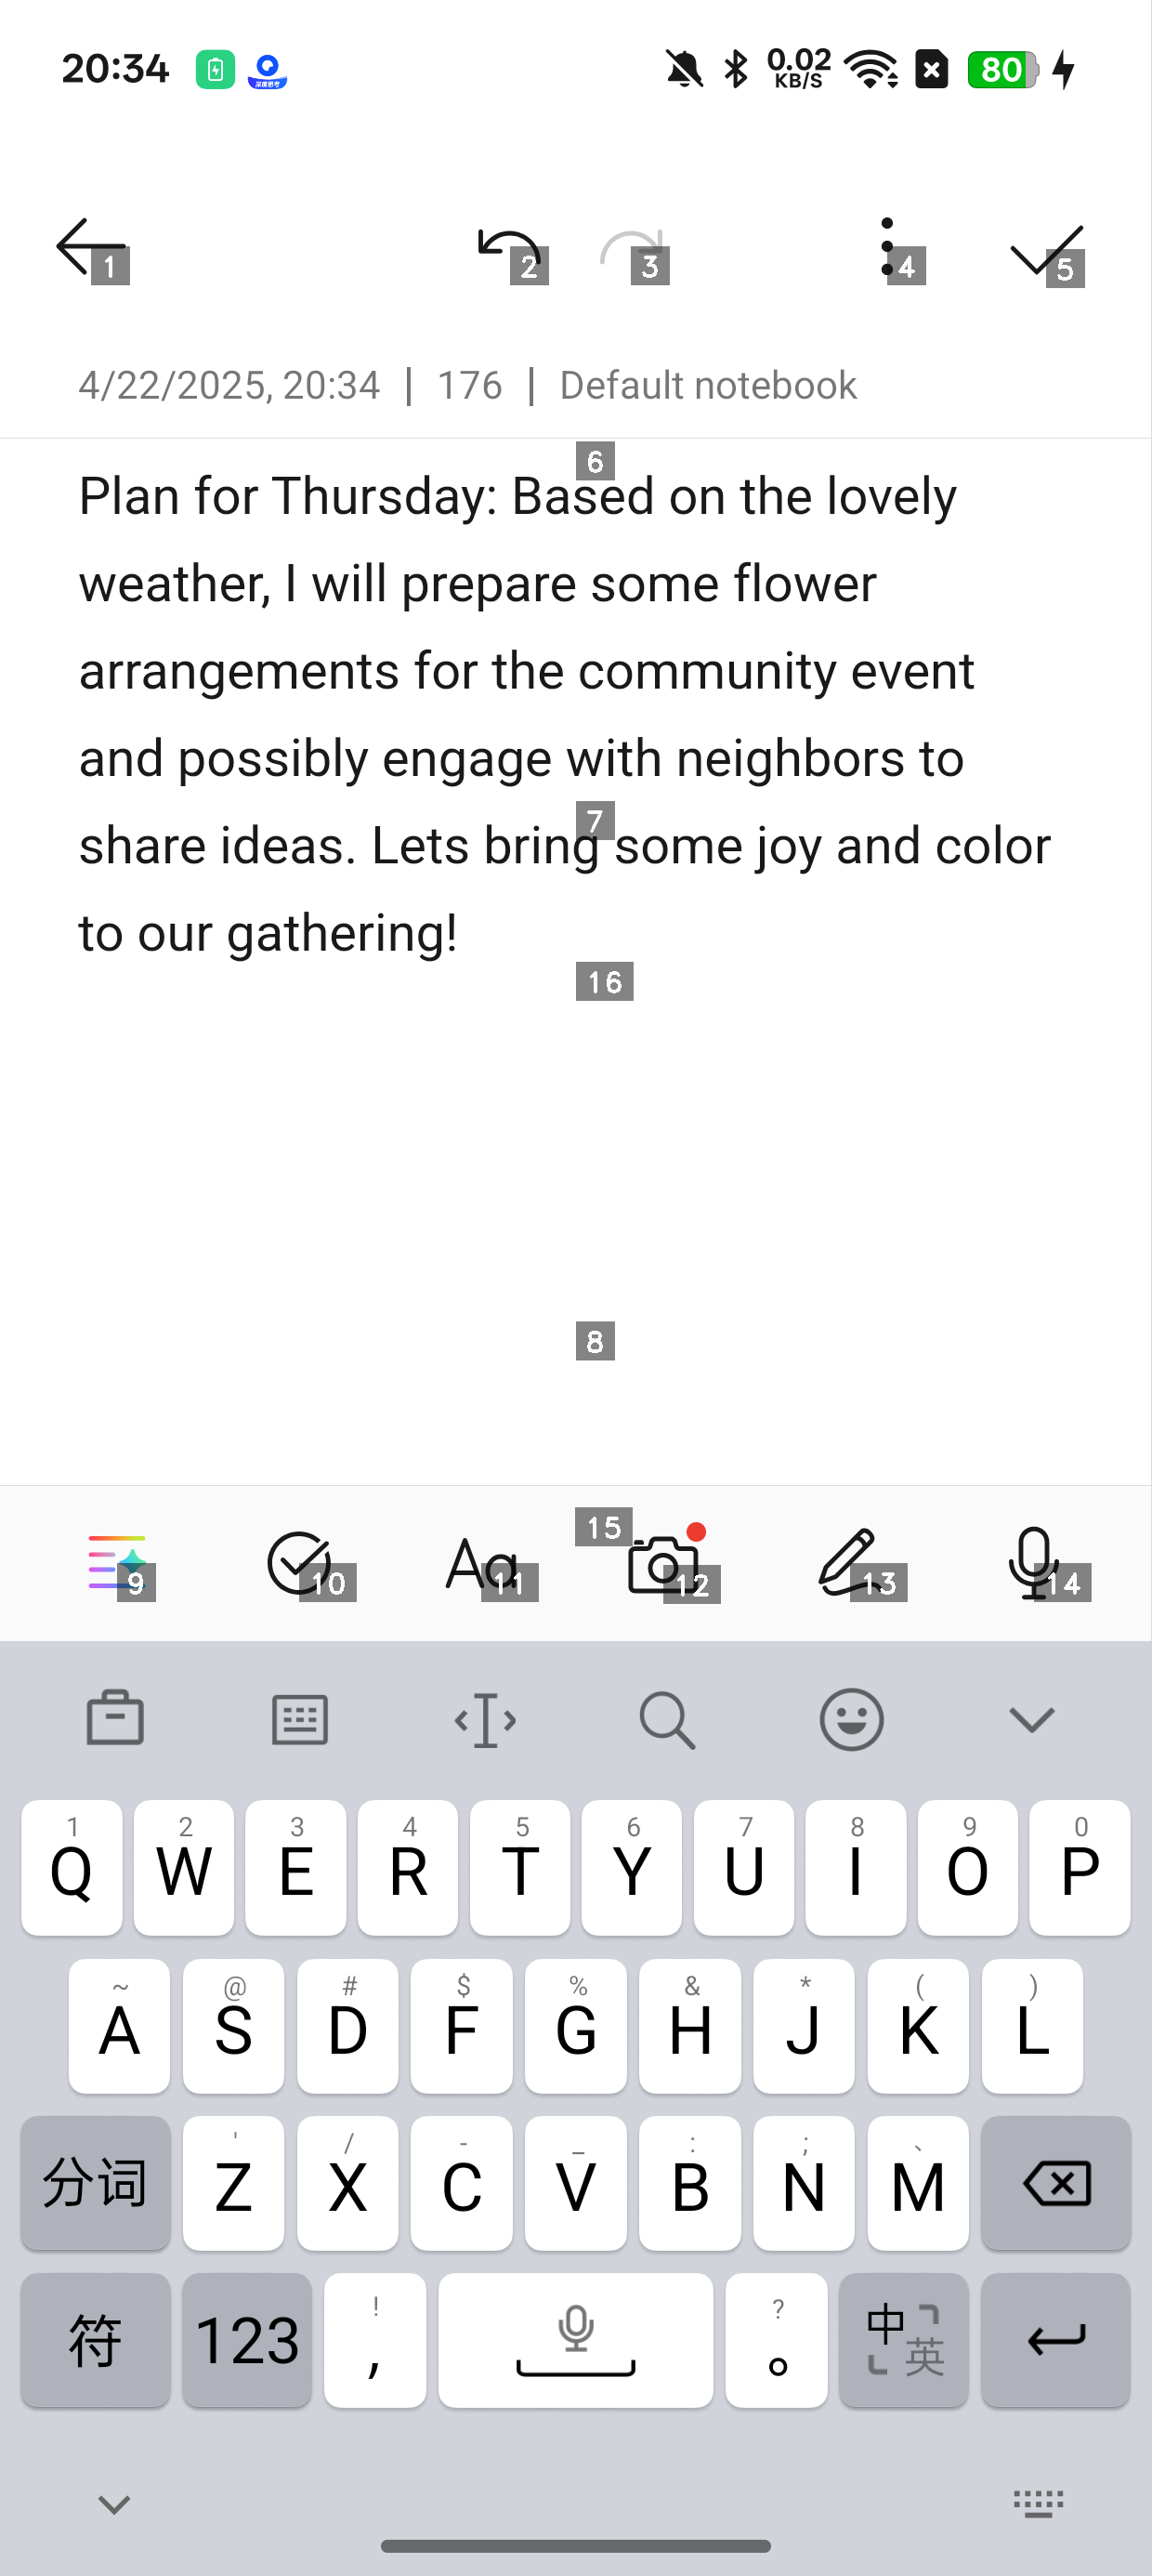 20:34
深度思考
0.02
KB/S
80
1
2
3
4
5
4/22/2025, 20:34 | 176 | Default notebook
6
Plan for Thursday: Based on the lovely
weather, I will prepare some flower
arrangements for the community event
and possibly engage with neighbors to
7
share ideas. Lets bring some joy and color
to our gathering!
16
8
15
9
10
Aa
11
12
13
14
1 2 3 4 5 6 7 8 9 0
Q W E R T Y U I O P
~ @ # $ % & * ( )
A S D F G H J K L
' / - _ : ; 、
分词 Z X C V B N M
! ?
符 123 , 。 中 英